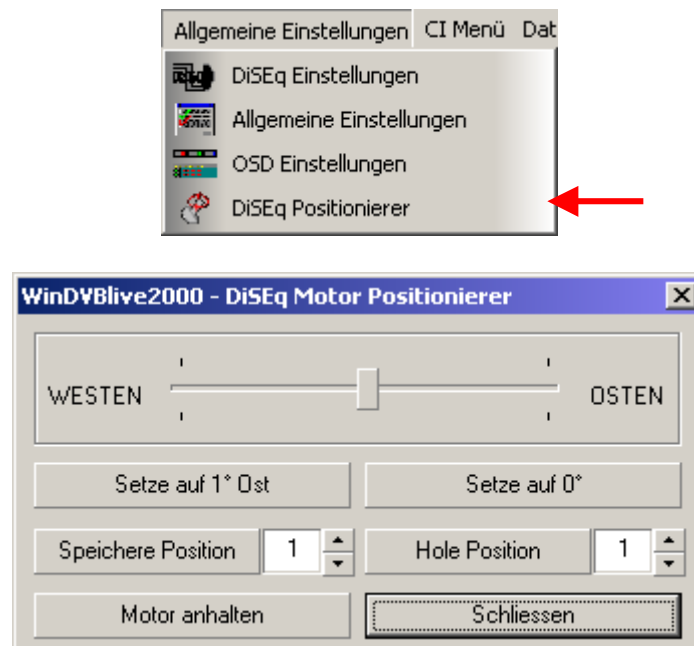 Allgemeine Einstellungen CI Menü Dat
DiSEq Einstellungen
Allgemeine Einstellungen
OSD Einstellungen
DiSEq Positionierer
WinDVBlive2000 - DiSEq Motor Positionierer
WESTEN OSTEN
Setze auf 1° Ost Setze auf 0°
Speichere Position 1 Hole Position 1
Motor anhalten Schliessen